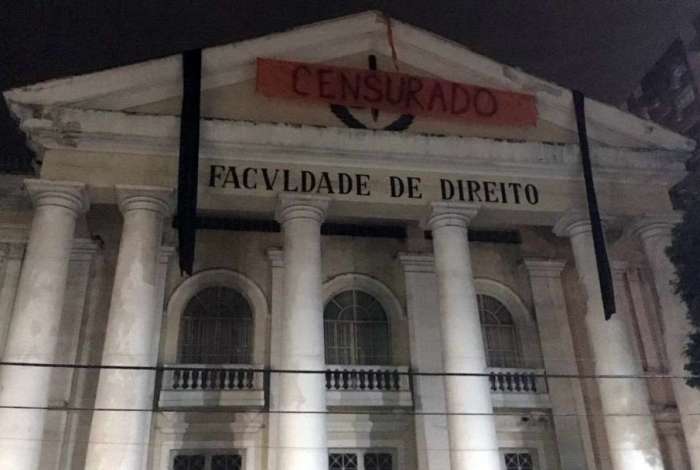 CENSURADO
FACVLDADE DE DIREITO